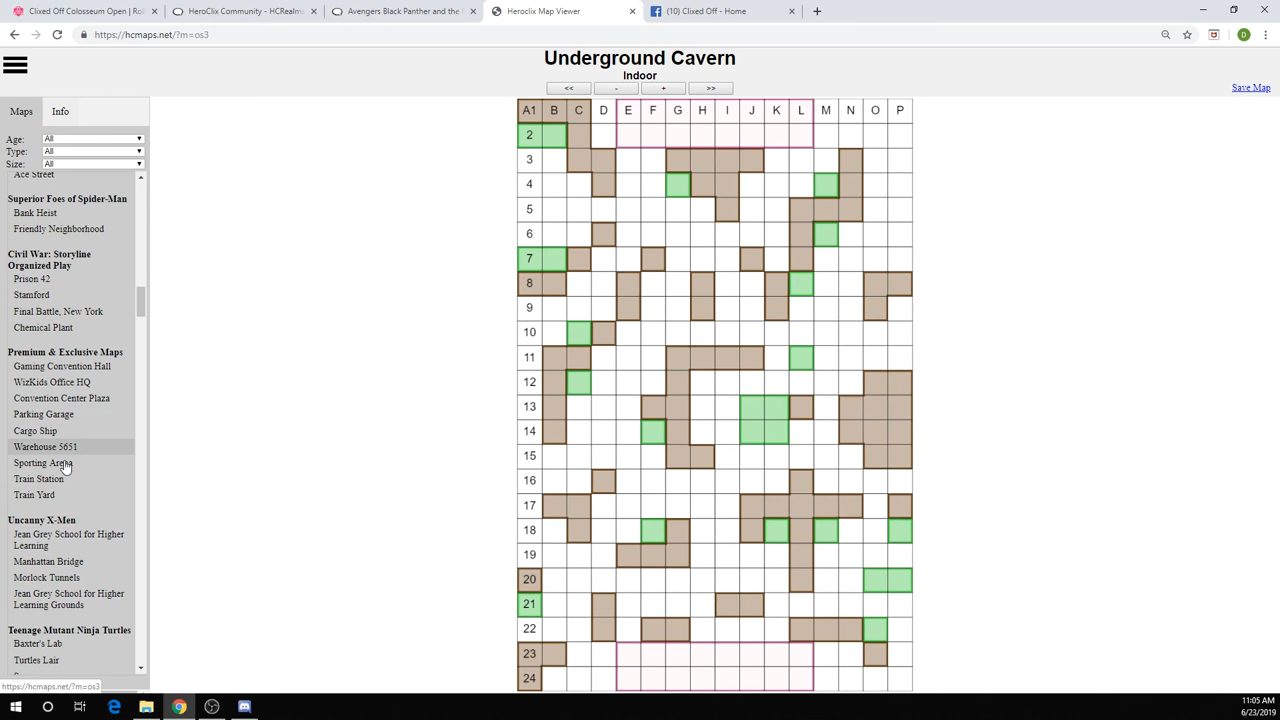 Clixed Off Colosseum Open | Rol
HeroClix Community - HCRealms
Avengers Black Panther and the
Heroclix Map Viewer
(10) Clixed Off - Home
https://hcmaps.net/?m=os3
D
Underground Cavern
Indoor
<< - + >>
Save Map
Maps Info
Age: All
Type: All
Size: All
Ace Street
Superior Foes of Spider-Man
Bank Heist
Friendly Neighborhood
Civil War: Storyline
Organized Play
Prison 42
Stamford
Final Battle, New York
Chemical Plant
Premium & Exclusive Maps
Gaming Convention Hall
WizKids Office HQ
Convention Center Plaza
Parking Garage
Cargo Ship
Warehouse 5651
Sporting Arena
Train Station
Train Yard
Uncanny X-Men
Jean Grey School for Higher
Learning
Manhattan Bridge
Morlock Tunnels
Jean Grey School for Higher
Learning Grounds
Teenage Mutant Ninja Turtles
Baxter's Lab
Turtles Lair
https://hcmaps.net/?m=os3
A1 B C D E F G H I J K L M N O P
2
3
4
5
6
7
8
9
10
11
12
13
14
15
16
17
18
19
20
21
22
23
24
11:05 AM
6/23/2019